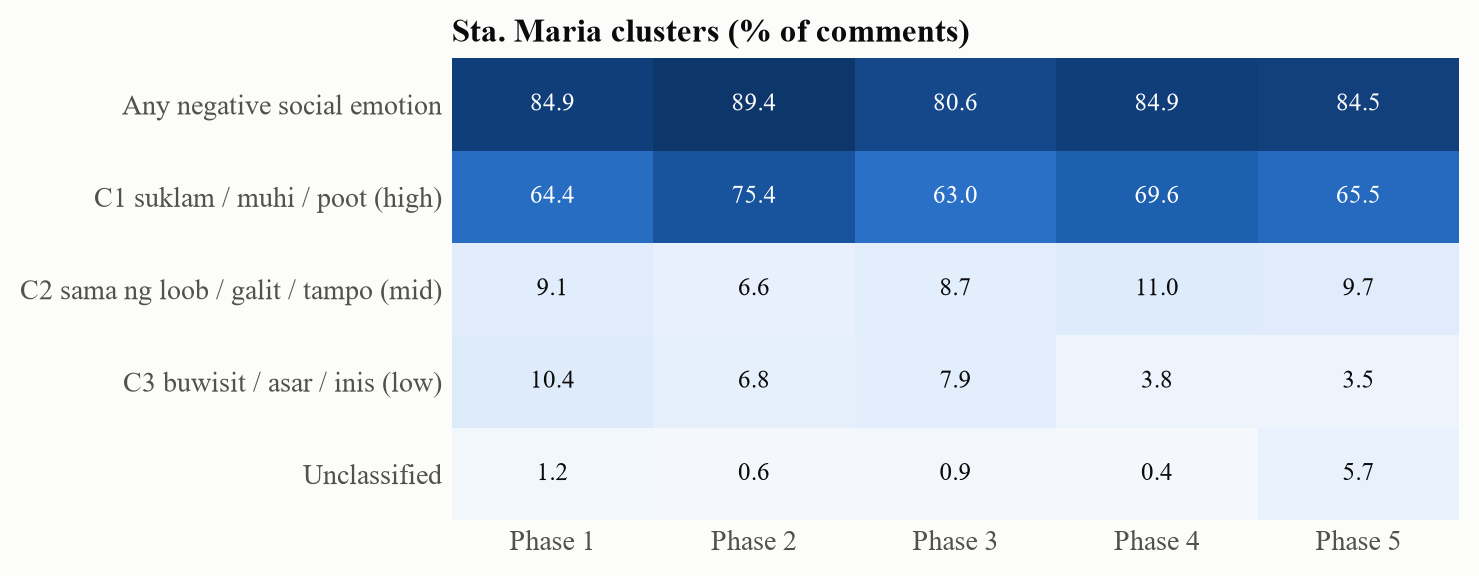 Sta. Maria clusters (% of comments)
Any negative social emotion 84.9 89.4 80.6 84.9 84.5
C1 suklam / muhi / poot (high) 64.4 75.4 63.0 69.6 65.5
C2 sama ng loob / galit / tampo (mid) 9.1 6.6 8.7 11.0 9.7
C3 buwisit / asar / inis (low) 10.4 6.8 7.9 3.8 3.5
Unclassified 1.2 0.6 0.9 0.4 5.7
Phase 1 Phase 2 Phase 3 Phase 4 Phase 5